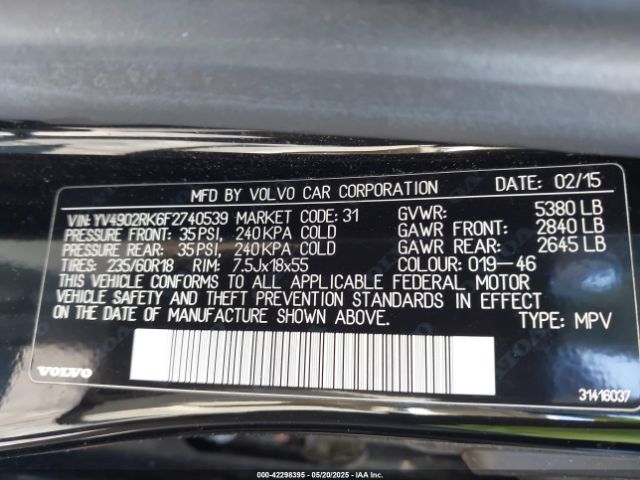 MFD BY VOLVO CAR CORPORATION DATE: 02/15
VIN: YV4902RK6F2740539 MARKET CODE: 31 GVWR: 5380 LB
PRESSURE FRONT: 35 PSI, 240 KPA COLD GAWR FRONT: 2840 LB
PRESSURE REAR: 35 PSI, 240 KPA COLD GAWR REAR: 2645 LB
TIRES: 235/60R18 RIM: 7.5Jx18x55 COLOUR: 019-46
THIS VEHICLE CONFORMS TO ALL APPLICABLE FEDERAL MOTOR
VEHICLE SAFETY AND THEFT PREVENTION STANDARDS IN EFFECT
ON THE DATE OF MANUFACTURE SHOWN ABOVE. TYPE: MPV
VOLVO 31416037
000-42298395 - 05/20/2025 - IAA